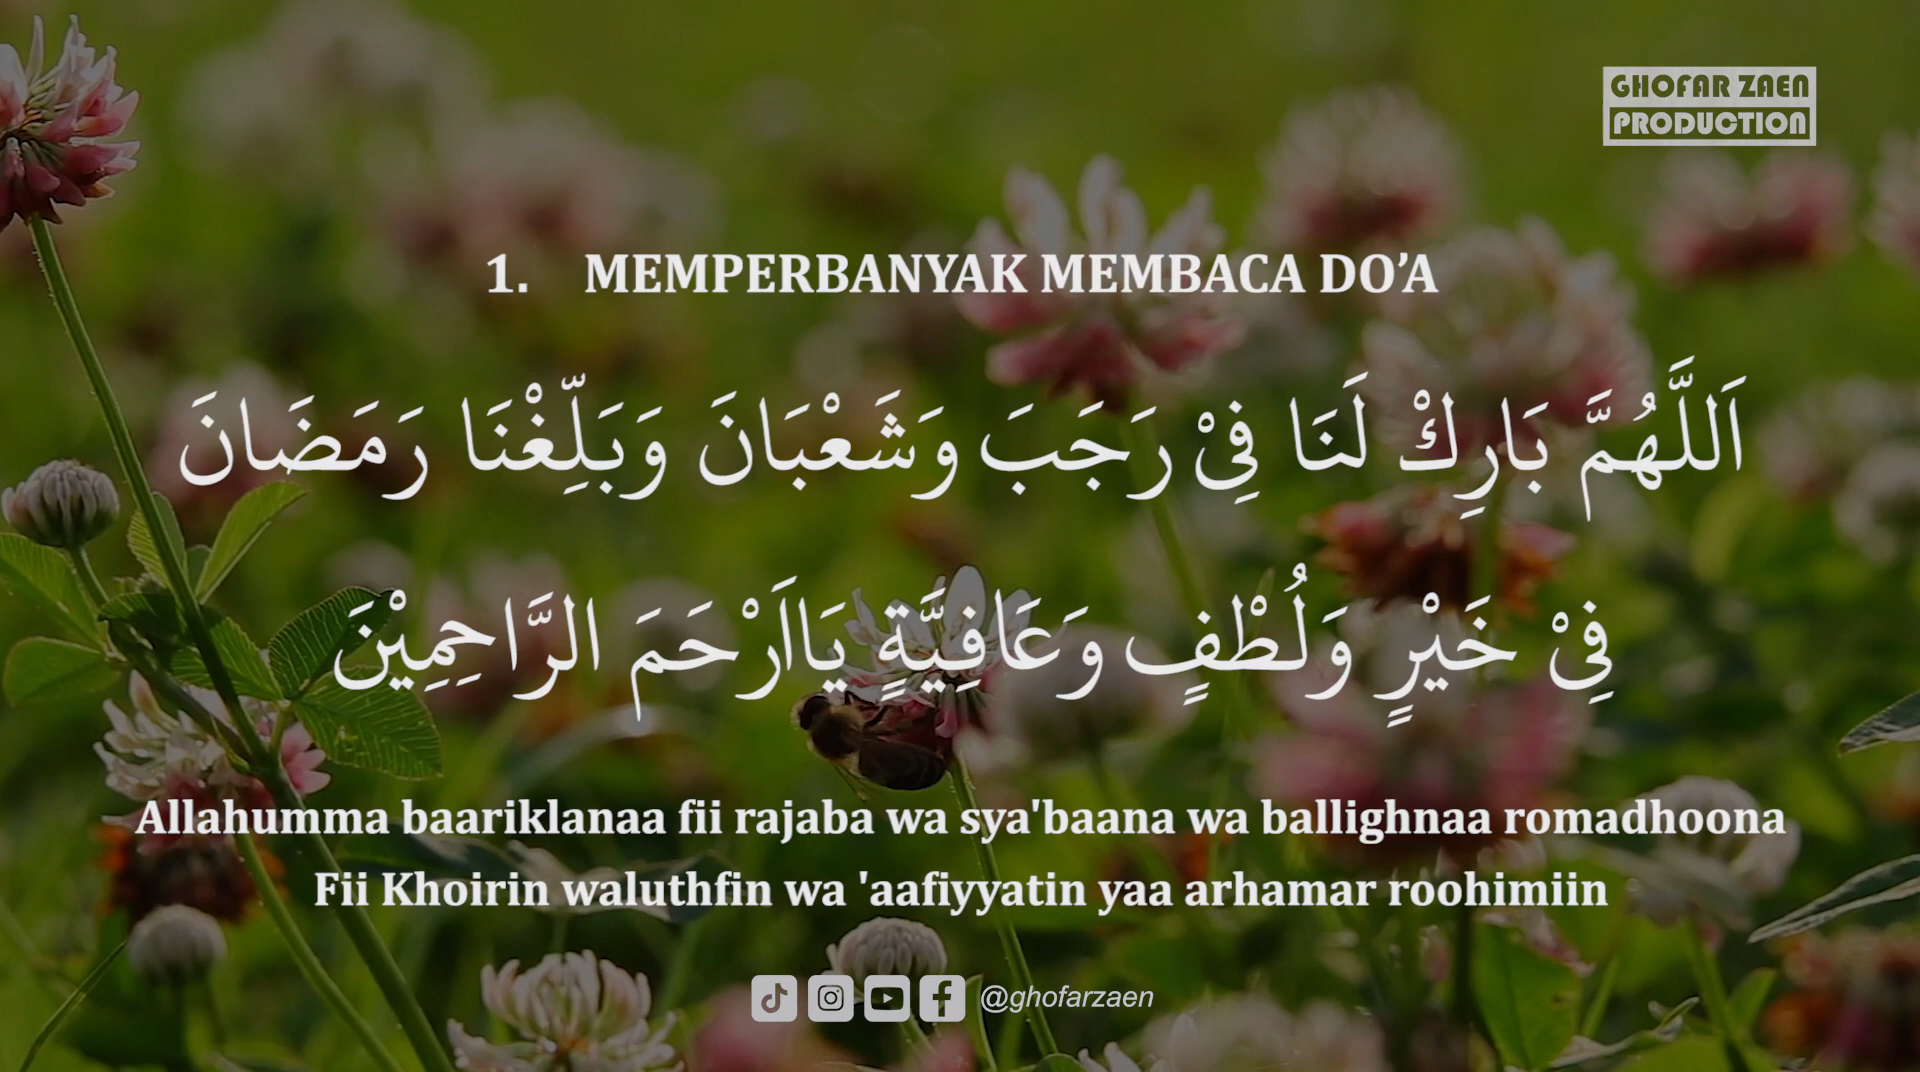 GHOFAR ZAEN
PRODUCTION
1. MEMPERBANYAK MEMBACA DO’A
اَللَّهُمَّ بَارِكْ لَنَا فِىْ رَجَبَ وَشَعْبَانَ وَبَلِّغْنَا رَمَضَانَ
فِىْ خَيْرٍ وَلُطْفٍ وَعَافِيَّةٍ يَااَرْحَمَ الرَّاحِمِيْنَ
Allahumma baariklanaa fii rajaba wa sya'baana wa ballighnaa romadhoona
Fii Khoirin waluthfin wa 'aafiyyatin yaa arhamar roohimiin
@ghofarzaen